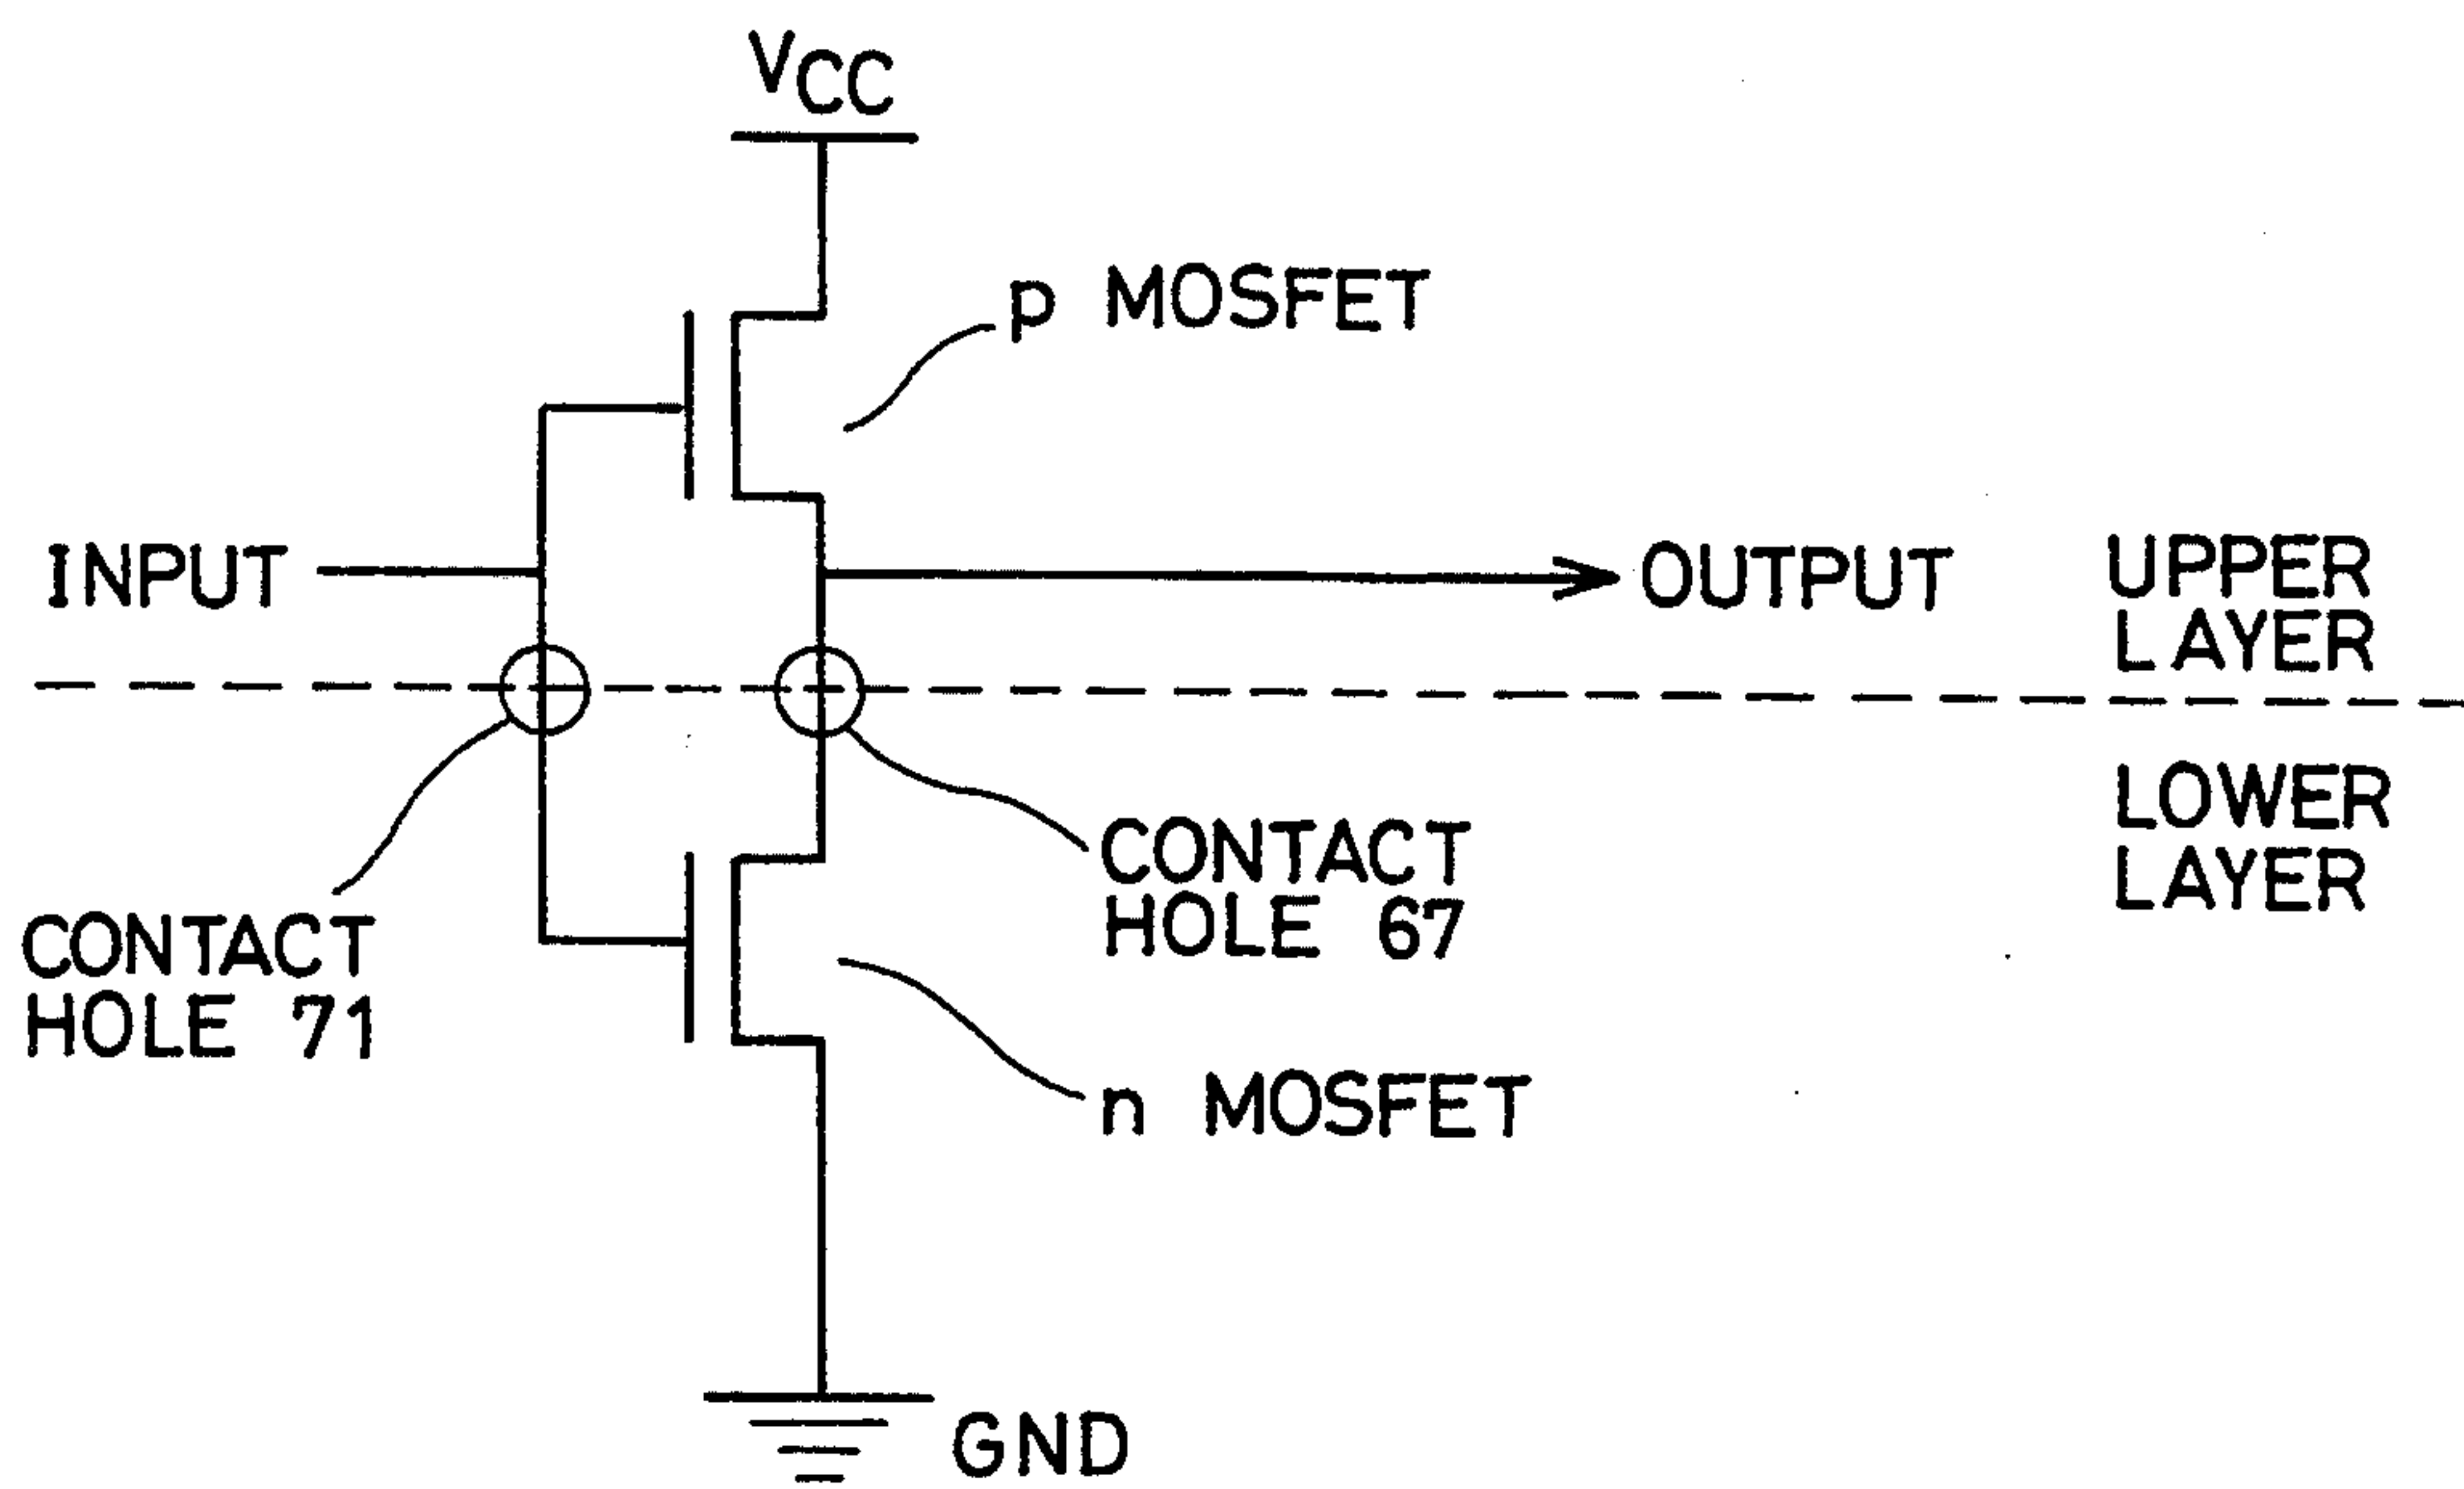 VCC
p MOSFET
INPUT
OUTPUT
UPPER
LAYER
LOWER
LAYER
CONTACT
HOLE 67
CONTACT
HOLE 71
n MOSFET
GND